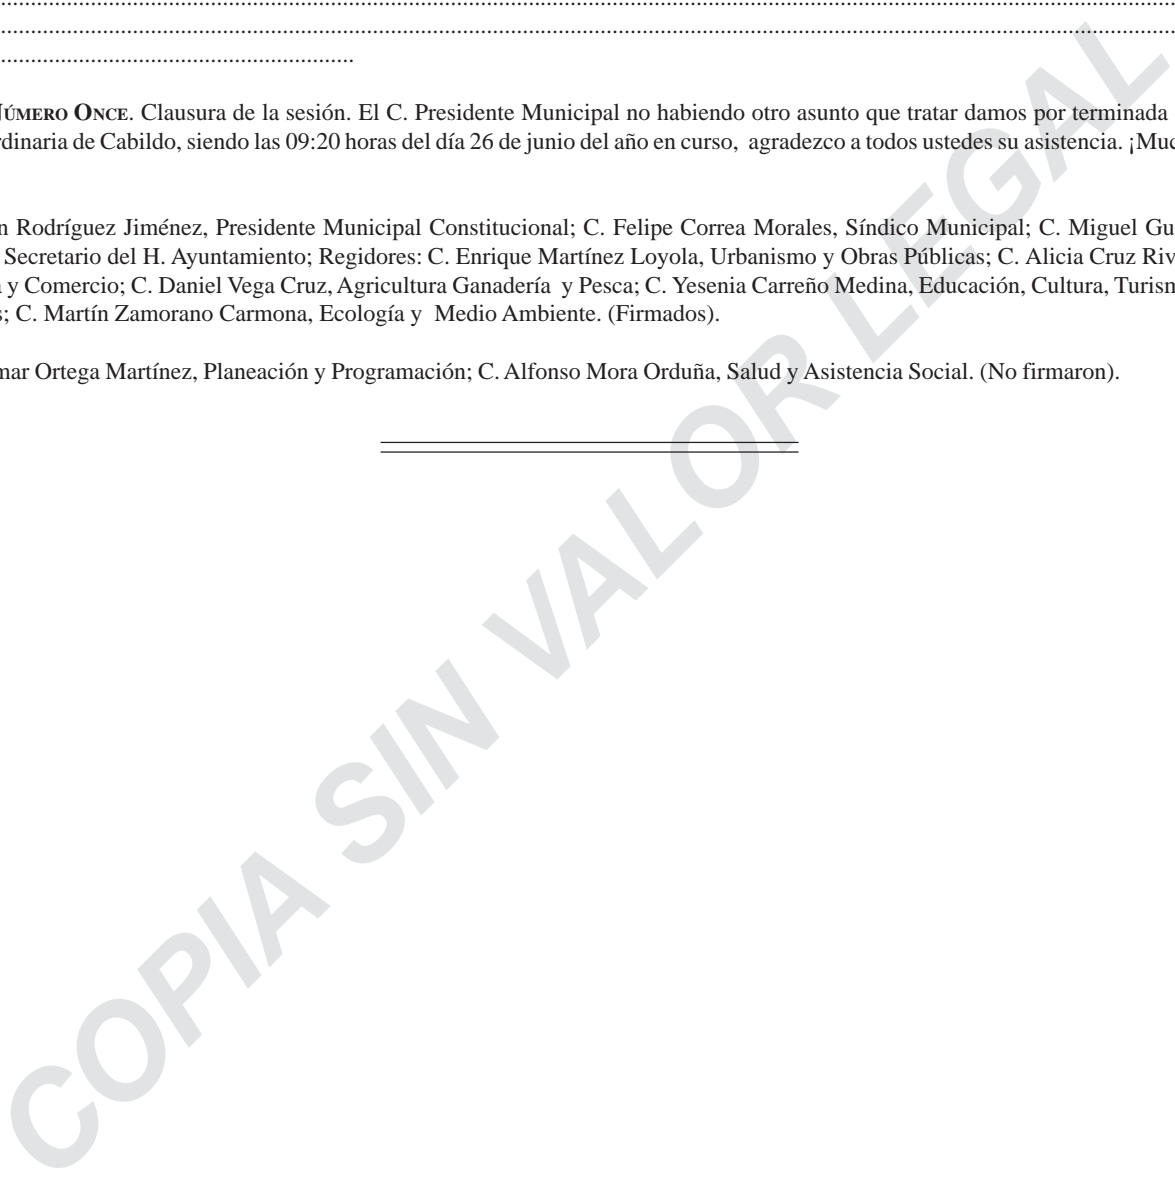 ....................................................................................................................................................................................................
....................................................................................................................................................................................................
...........................................................
NÚMERO ONCE. Clausura de la sesión. El C. Presidente Municipal no habiendo otro asunto que tratar damos por terminada
rdinaria de Cabildo, siendo las 09:20 horas del día 26 de junio del año en curso, agradezco a todos ustedes su asistencia. ¡Muc
n Rodríguez Jiménez, Presidente Municipal Constitucional; C. Felipe Correa Morales, Síndico Municipal; C. Miguel Gu
Secretario del H. Ayuntamiento; Regidores: C. Enrique Martínez Loyola, Urbanismo y Obras Públicas; C. Alicia Cruz Riv
a y Comercio; C. Daniel Vega Cruz, Agricultura Ganadería y Pesca; C. Yesenia Carreño Medina, Educación, Cultura, Turism
s; C. Martín Zamorano Carmona, Ecología y Medio Ambiente. (Firmados).
mar Ortega Martínez, Planeación y Programación; C. Alfonso Mora Orduña, Salud y Asistencia Social. (No firmaron).
COPIA SIN VALOR LEGAL